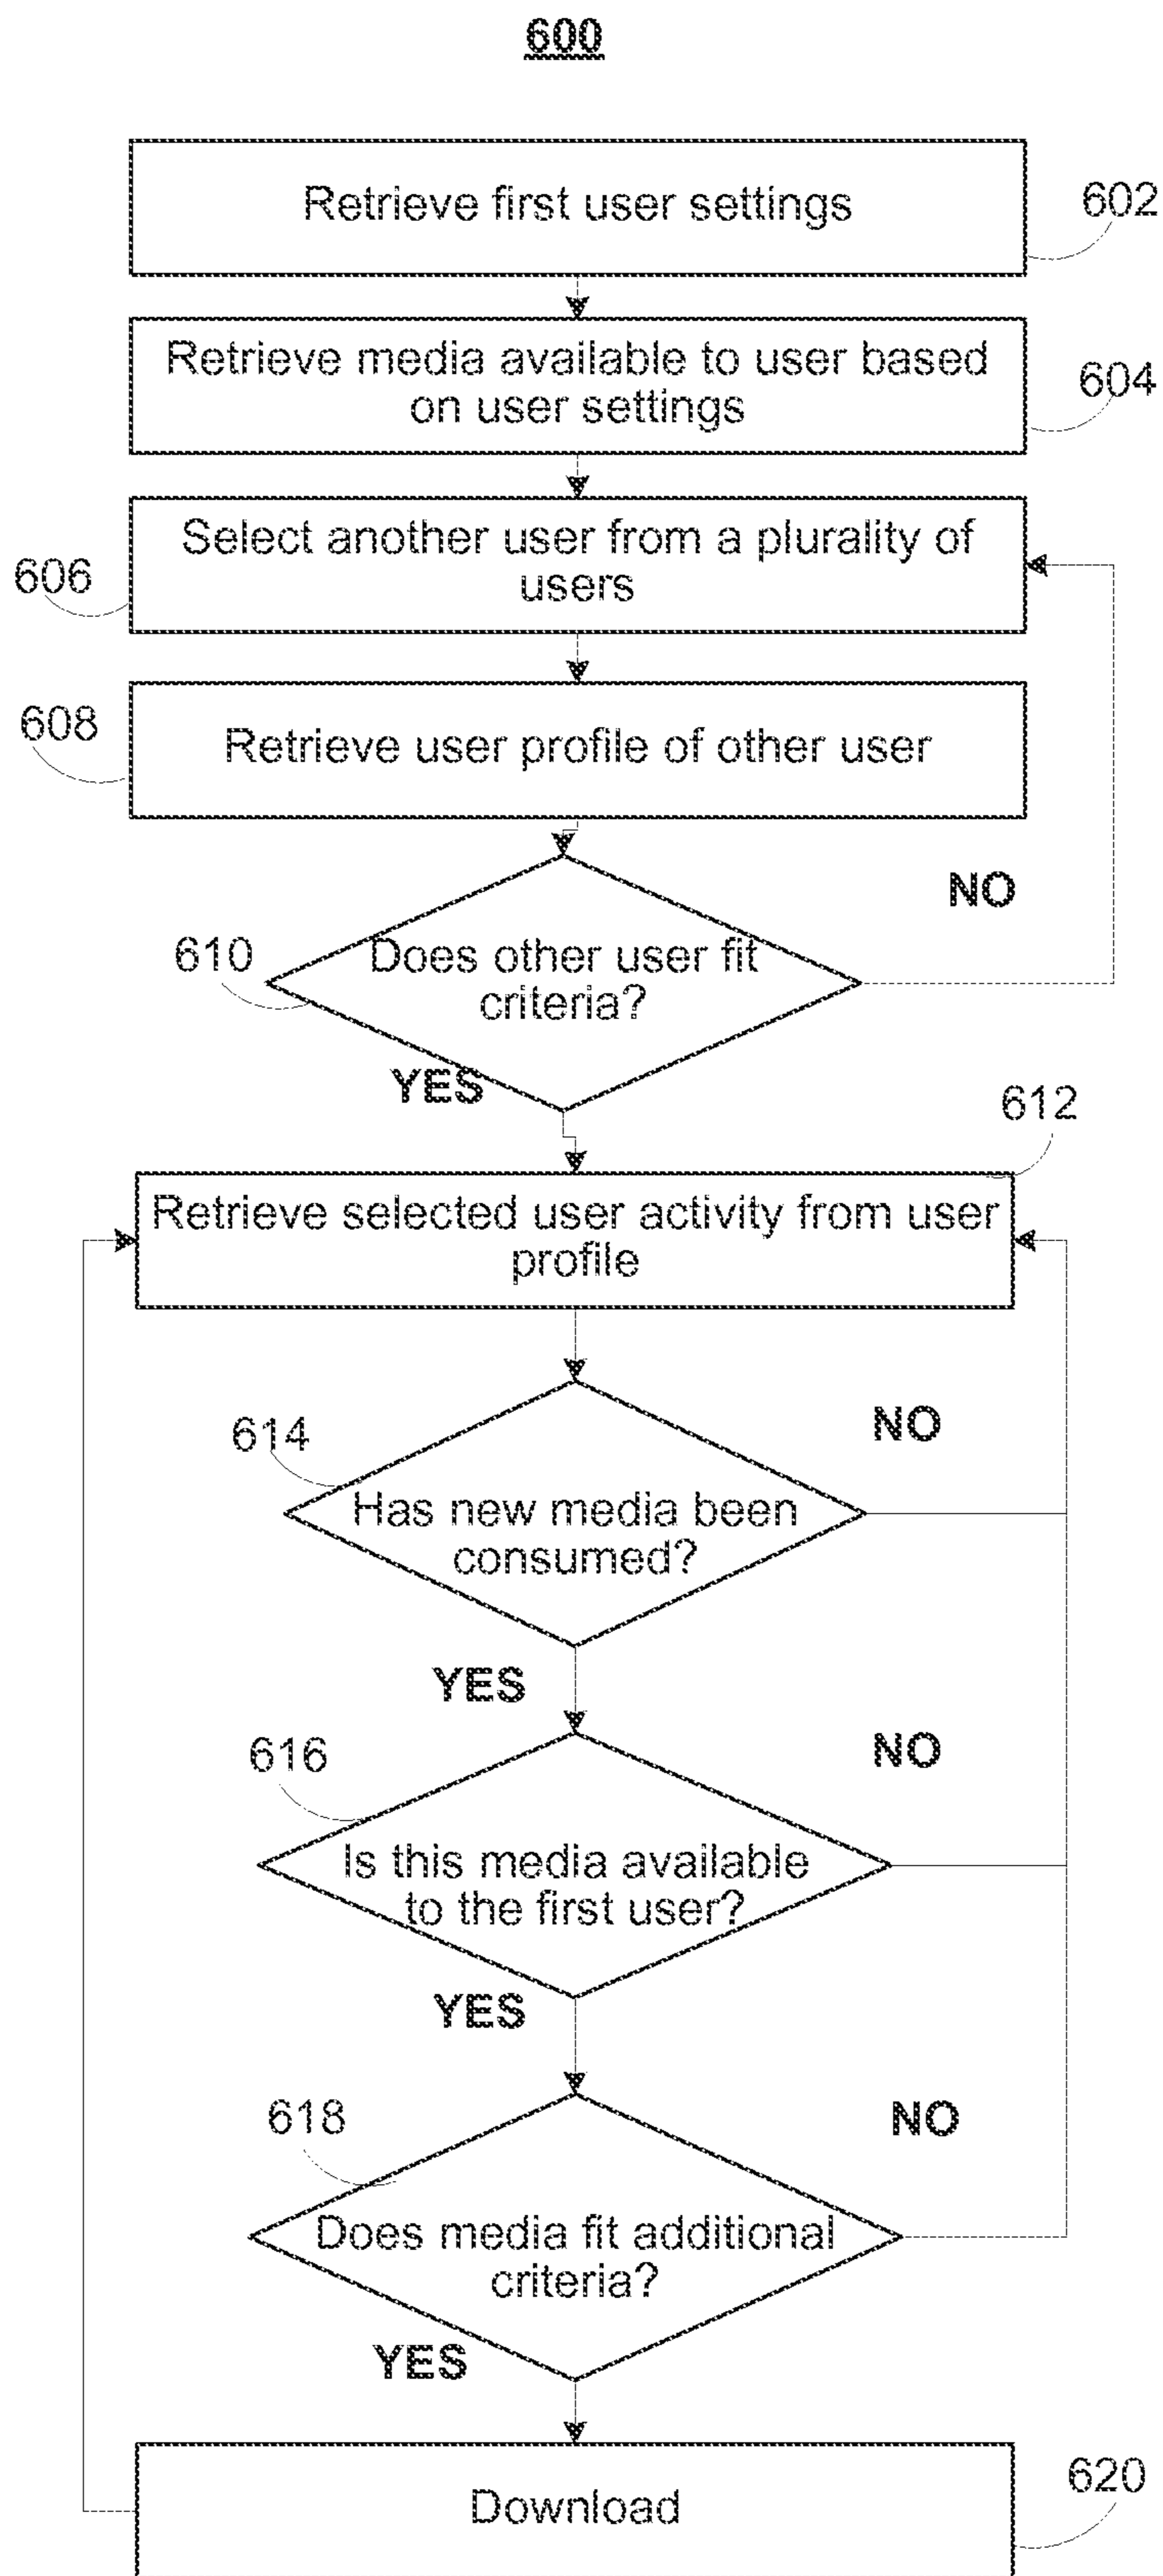 600
Retrieve first user settings
602
Retrieve media available to user based
on user settings
604
Select another user from a plurality of
users
606
608
Retrieve user profile of other user
NO
610
Does other user fit
criteria?
YES
612
Retrieve selected user activity from user
profile
614
NO
Has new media been
consumed?
YES
616
NO
Is this media available
to the first user?
YES
618
NO
Does media fit additional
criteria?
YES
620
Download